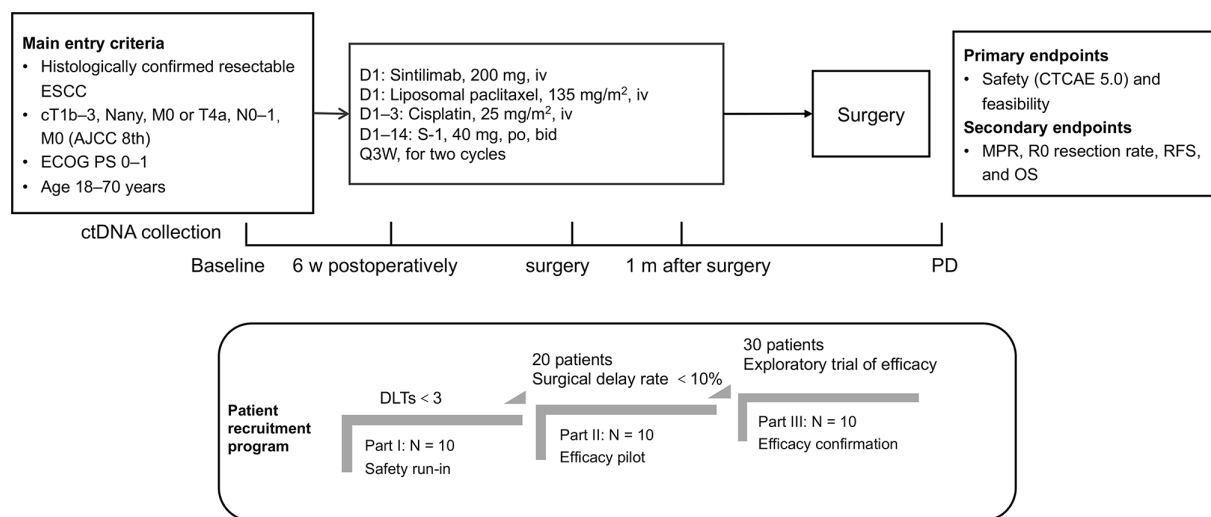 Main entry criteria
• Histologically confirmed resectable
ESCC
• cT1b–3, Nany, M0 or T4a, N0–1,
M0 (AJCC 8th)
• ECOG PS 0–1
• Age 18–70 years
D1: Sintilimab, 200 mg, iv
D1: Liposomal paclitaxel, 135 mg/m², iv
D1–3: Cisplatin, 25 mg/m², iv
D1–14: S-1, 40 mg, po, bid
Q3W, for two cycles
Surgery
Primary endpoints
• Safety (CTCAE 5.0) and
feasibility
Secondary endpoints
• MPR, R0 resection rate, RFS,
and OS
ctDNA collection
Baseline
6 w postoperatively
surgery
1 m after surgery
PD
Patient
recruitment
program
DLTs < 3
Part I: N = 10
Safety run-in
20 patients
Surgical delay rate < 10%
Part II: N = 10
Efficacy pilot
30 patients
Exploratory trial of efficacy
Part III: N = 10
Efficacy confirmation